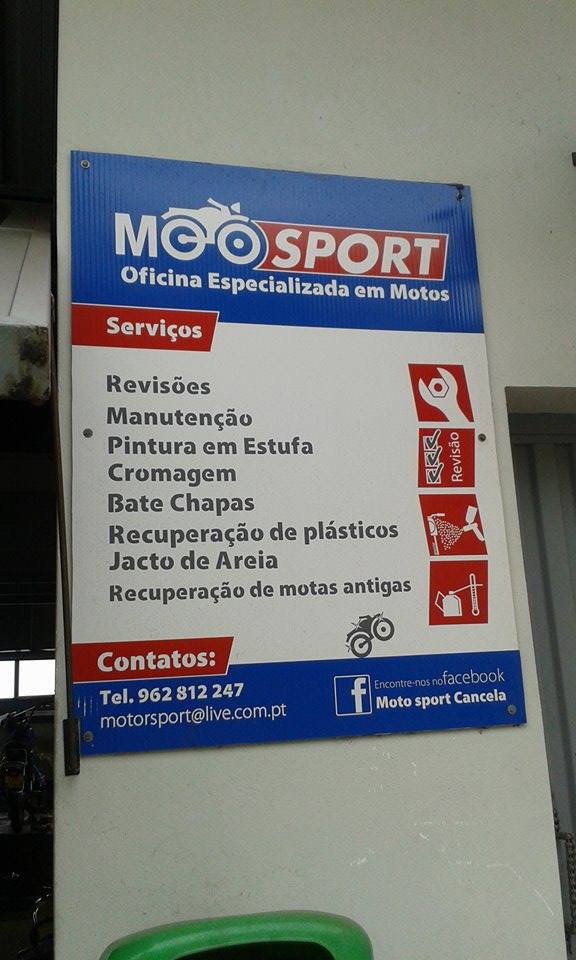 MOO SPORT
Oficina Especializada em Motos
Serviços
Revisões
Manutenção
Pintura em Estufa
Cromagem
Bate Chapas
Recuperação de plásticos
Jacto de Areia
Recuperação de motas antigas
Revisão
Contatos:
Tel. 962 812 247
motorsport@live.com.pt
f
Encontre-nos no facebook
Moto sport Cancela